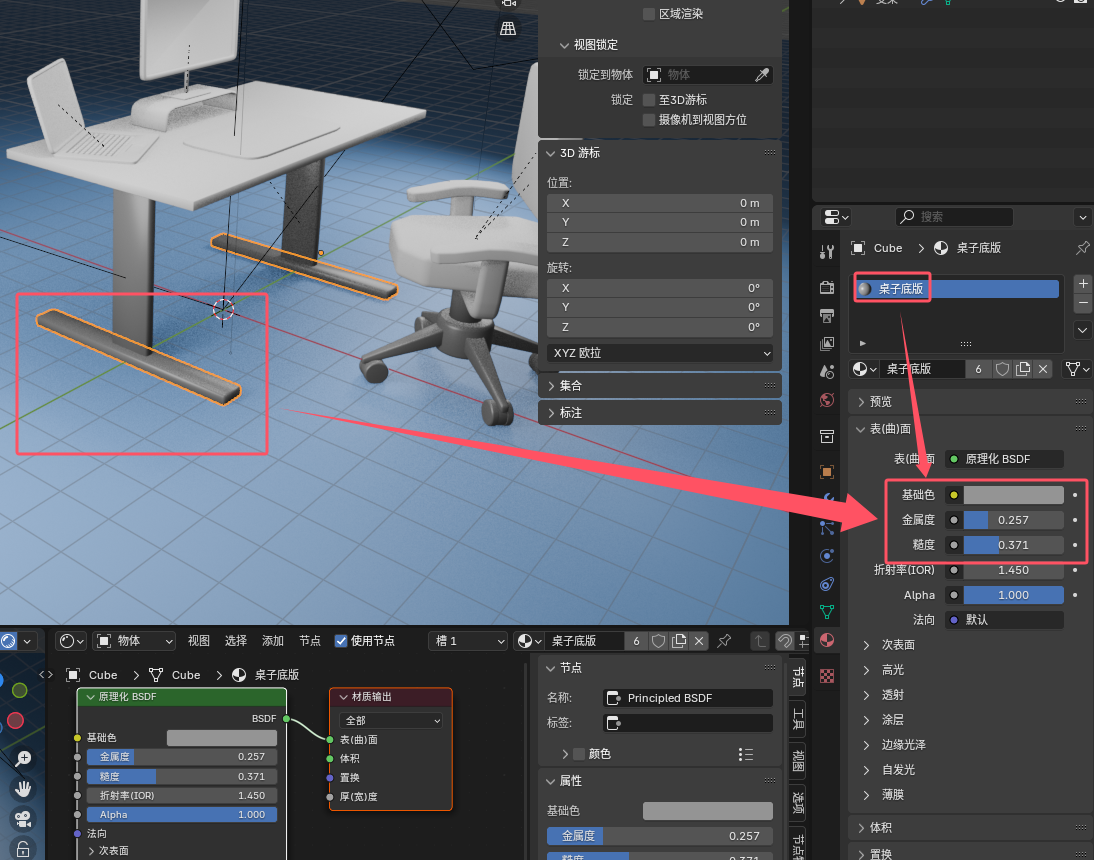 区域渲染
视图锁定
锁定到物体 物体
锁定 至3D游标
摄像机到视图方位
3D 游标
位置:
X 0 m
Y 0 m
Z 0 m
旋转:
X 0°
Y 0°
Z 0°
XYZ 欧拉
集合
标注
搜索
Cube 桌子底版
桌子底版
桌子底版 6
预览
表(曲)面
表(曲)面 原理化 BSDF
基础色
金属度 0.257
糙度 0.371
折射率(IOR) 1.450
Alpha 1.000
法向 默认
次表面
高光
透射
涂层
边缘光泽
自发光
薄膜
体积
置换
物体 视图 选择 添加 节点 使用节点 槽 1 桌子底版 6
Cube Cube 桌子底版
原理化 BSDF
BSDF
基础色
金属度 0.257
糙度 0.371
折射率(IOR) 1.450
Alpha 1.000
法向
次表面
材质输出
全部
表(曲)面
体积
置换
厚(宽)度
节点
名称: Principled BSDF
标签:
颜色
属性
基础色
金属度 0.257
糙度 0.371
节点
工具
视图
选项